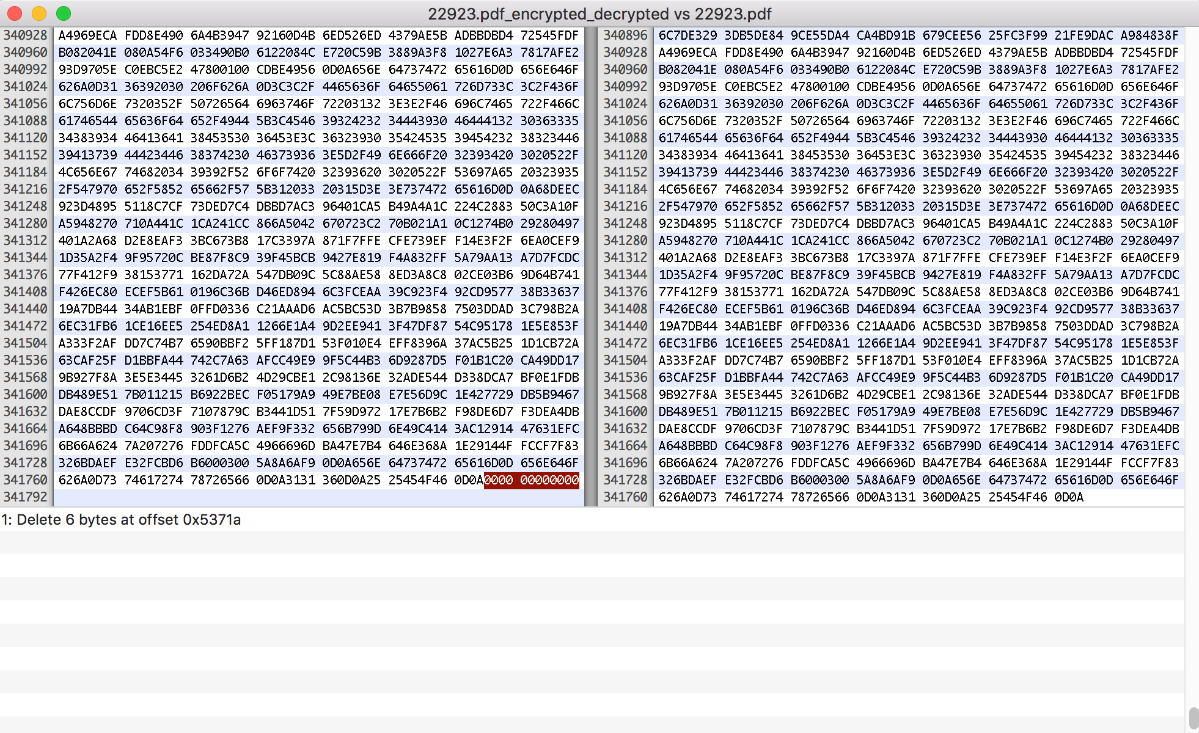 22923.pdf_encrypted_decrypted vs 22923.pdf
340928 A4969ECA FDD8E490 6A4B3947 92160D4B 6ED526ED 4379AE5B ADBBDBD4 72545FDF
340960 B082041E 080A54F6 033490B0 6122084C E720C59B 3889A3F8 1027E6A3 7817AFE2
340992 93D9705E C0EBC5E2 47800100 CDBE4956 0D0A656E 64737472 65616D0D 656E646F
341024 626A0D31 36392030 206F626A 0D3C3C2F 4465636F 64655061 726D733C 3C2F436F
341056 6C756D6E 7320352F 50726564 6963746F 72203132 3E3E2F46 696C7465 722F466C
341088 61746544 65636F64 652F4944 5B3C4546 39324232 34443930 46444132 30363335
341120 34383934 46413641 38453530 36453E3C 36323930 35424535 39454232 38323446
341152 39413739 44423446 38374230 46373936 3E5D2F49 6E666F20 32393420 3020522F
341184 4C656E67 74682034 39392F52 6F6F7420 32393620 3020522F 53697A65 20323935
341216 2F547970 652F5852 65662F57 5B312033 20315D3E 3E737472 65616D0D 0A68DEEC
341248 923D4895 5118C7CF 73DED7C4 DBBD7AC3 96401CA5 B49A4A1C 224C2883 50C3A10F
341280 A5948270 710A441C 1CA241CC 866A5042 670723C2 70B021A1 0C1274B0 29280497
341312 401A2A68 D2E8EAF3 3BC673B8 17C3397A 871F7FFE CFE739EF F14E3F2F 6EA0CEF9
341344 1D35A2F4 9F95720C BE87F8C9 39F45BCB 9427E819 F4A832FF 5A79AA13 A7D7FCDC
341376 77F412F9 38153771 162DA72A 547DB09C 5C88AE58 8ED3A8C8 02CE03B6 9D64B741
341408 F426EC80 ECEF5B61 0196C36B D46ED894 6C3FCEAA 39C923F4 92CD9577 38B33637
341440 19A7DB44 34AB1EBF 0FFD0336 C21AAAD6 AC5BC53D 3B7B9858 7503DDAD 3C798B2A
341472 6EC31FB6 1CE16EE5 254ED8A1 1266E1A4 9D2EE941 3F47DF87 54C95178 1E5E853F
341504 A333F2AF DD7C74B7 6590BBF2 5FF187D1 53F010E4 EFF8396A 37AC5B25 1D1CB72A
341536 63CAF25F D1BBFA44 742C7A63 AFCC49E9 9F5C44B3 6D9287D5 F01B1C20 CA49DD17
341568 9B927F8A 3E5E3445 3261D6B2 4D29CBE1 2C98136E 32ADE544 D338DCA7 BF0E1FDB
341600 DB489E51 7B011215 B6922BEC F05179A9 49E7BE08 E7E56D9C 1E427729 DB5B9467
341632 DAE8CCDF 9706CD3F 7107879C B3441D51 7F59D972 17E7B6B2 F98DE6D7 F3DEA4DB
341664 A648BBBD C64C98F8 903F1276 AEF9F332 656B799D 6E49C414 3AC12914 47631EFC
341696 6B66A624 7A207276 FDDFCA5C 4966696D BA47E7B4 646E368A 1E29144F FCCF7F83
341728 326BDAEF E32FCBD6 B6000300 5A8A6AF9 0D0A656E 64737472 65616D0D 656E646F
341760 626A0D73 74617274 78726566 0D0A3131 360D0A25 25454F46 0D0A0000 00000000
341792
340896 6C7DE329 3DB5DE84 9CE55DA4 CA4BD91B 679CEE56 25FC3F99 21FE9DAC A984838F
340928 A4969ECA FDD8E490 6A4B3947 92160D4B 6ED526ED 4379AE5B ADBBDBD4 72545FDF
340960 B082041E 080A54F6 033490B0 6122084C E720C59B 3889A3F8 1027E6A3 7817AFE2
340992 93D9705E C0EBC5E2 47800100 CDBE4956 0D0A656E 64737472 65616D0D 656E646F
341024 626A0D31 36392030 206F626A 0D3C3C2F 4465636F 64655061 726D733C 3C2F436F
341056 6C756D6E 7320352F 50726564 6963746F 72203132 3E3E2F46 696C7465 722F466C
341088 61746544 65636F64 652F4944 5B3C4546 39324232 34443930 46444132 30363335
341120 34383934 46413641 38453530 36453E3C 36323930 35424535 39454232 38323446
341152 39413739 44423446 38374230 46373936 3E5D2F49 6E666F20 32393420 3020522F
341184 4C656E67 74682034 39392F52 6F6F7420 32393620 3020522F 53697A65 20323935
341216 2F547970 652F5852 65662F57 5B312033 20315D3E 3E737472 65616D0D 0A68DEEC
341248 923D4895 5118C7CF 73DED7C4 DBBD7AC3 96401CA5 B49A4A1C 224C2883 50C3A10F
341280 A5948270 710A441C 1CA241CC 866A5042 670723C2 70B021A1 0C1274B0 29280497
341312 401A2A68 D2E8EAF3 3BC673B8 17C3397A 871F7FFE CFE739EF F14E3F2F 6EA0CEF9
341344 1D35A2F4 9F95720C BE87F8C9 39F45BCB 9427E819 F4A832FF 5A79AA13 A7D7FCDC
341376 77F412F9 38153771 162DA72A 547DB09C 5C88AE58 8ED3A8C8 02CE03B6 9D64B741
341408 F426EC80 ECEF5B61 0196C36B D46ED894 6C3FCEAA 39C923F4 92CD9577 38B33637
341440 19A7DB44 34AB1EBF 0FFD0336 C21AAAD6 AC5BC53D 3B7B9858 7503DDAD 3C798B2A
341472 6EC31FB6 1CE16EE5 254ED8A1 1266E1A4 9D2EE941 3F47DF87 54C95178 1E5E853F
341504 A333F2AF DD7C74B7 6590BBF2 5FF187D1 53F010E4 EFF8396A 37AC5B25 1D1CB72A
341536 63CAF25F D1BBFA44 742C7A63 AFCC49E9 9F5C44B3 6D9287D5 F01B1C20 CA49DD17
341568 9B927F8A 3E5E3445 3261D6B2 4D29CBE1 2C98136E 32ADE544 D338DCA7 BF0E1FDB
341600 DB489E51 7B011215 B6922BEC F05179A9 49E7BE08 E7E56D9C 1E427729 DB5B9467
341632 DAE8CCDF 9706CD3F 7107879C B3441D51 7F59D972 17E7B6B2 F98DE6D7 F3DEA4DB
341664 A648BBBD C64C98F8 903F1276 AEF9F332 656B799D 6E49C414 3AC12914 47631EFC
341696 6B66A624 7A207276 FDDFCA5C 4966696D BA47E7B4 646E368A 1E29144F FCCF7F83
341728 326BDAEF E32FCBD6 B6000300 5A8A6AF9 0D0A656E 64737472 65616D0D 656E646F
341760 626A0D73 74617274 78726566 0D0A3131 360D0A25 25454F46 0D0A
1: Delete 6 bytes at offset 0x5371a